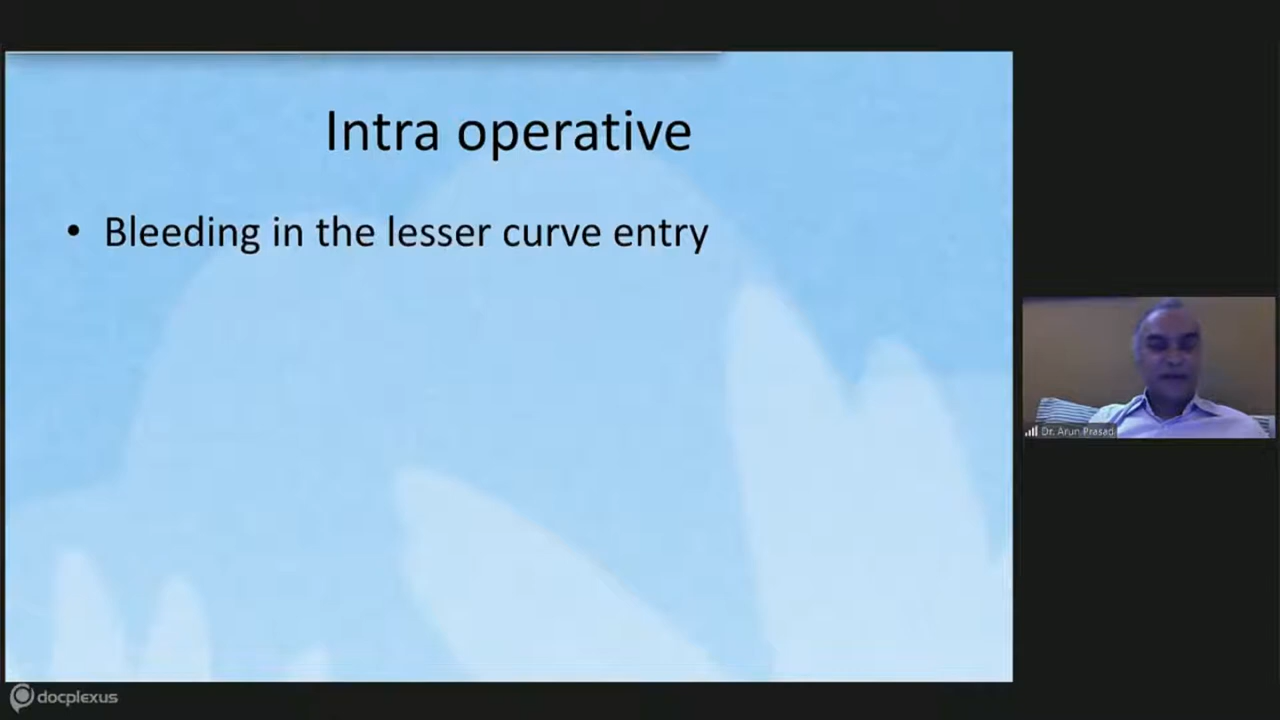 Intra operative
• Bleeding in the lesser curve entry
Dr. Arun Prasad
docplexus